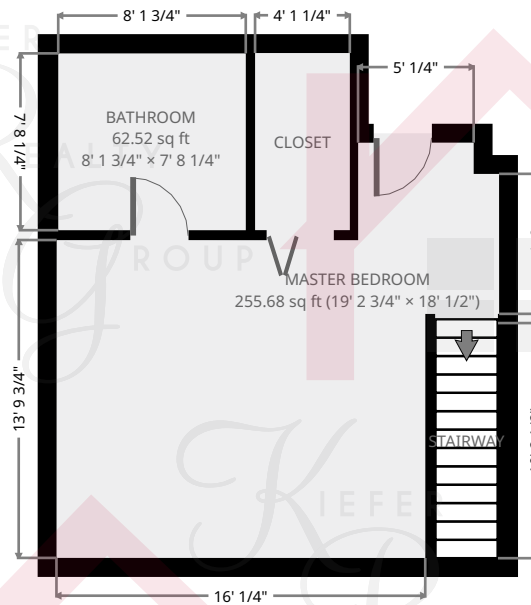 8' 1 3/4"
4' 1 1/4"
5' 1/4"
7' 8 1/4"
BATHROOM
62.52 sq ft
8' 1 3/4" × 7' 8 1/4"
CLOSET
REALTY
GROUP
MASTER BEDROOM
255.68 sq ft (19' 2 3/4" × 18' 1/2")
13' 9 3/4"
STAIRWAY
KIEFER
16' 1/4"